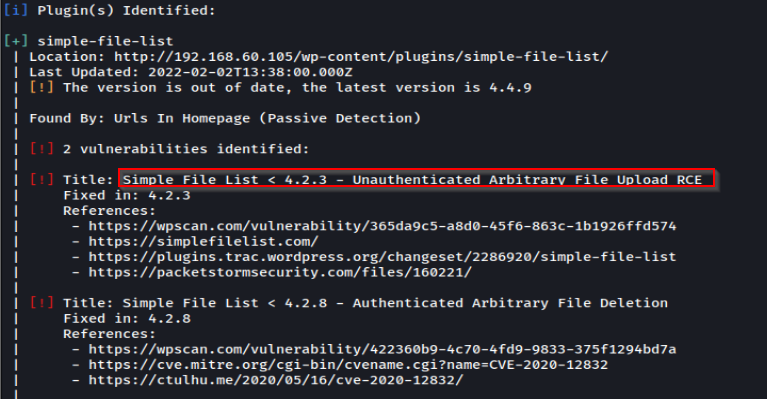 [i] Plugin(s) Identified:
[+] simple-file-list
| Location: http://192.168.60.105/wp-content/plugins/simple-file-list/
| Last Updated: 2022-02-02T13:38:00.000Z
| [!] The version is out of date, the latest version is 4.4.9
|
| Found By: Urls In Homepage (Passive Detection)
|
| [!] 2 vulnerabilities identified:
|
| [!] Title: Simple File List < 4.2.3 - Unauthenticated Arbitrary File Upload RCE
| Fixed in: 4.2.3
| References:
| - https://wpscan.com/vulnerability/365da9c5-a8d0-45f6-863c-1b1926ffd574
| - https://simplefilelist.com/
| - https://plugins.trac.wordpress.org/changeset/2286920/simple-file-list
| - https://packetstormsecurity.com/files/160221/
|
| [!] Title: Simple File List < 4.2.8 - Authenticated Arbitrary File Deletion
| Fixed in: 4.2.8
| References:
| - https://wpscan.com/vulnerability/422360b9-4c70-4fd9-9833-375f1294bd7a
| - https://cve.mitre.org/cgi-bin/cvename.cgi?name=CVE-2020-12832
| - https://ctulhu.me/2020/05/16/cve-2020-12832/
|